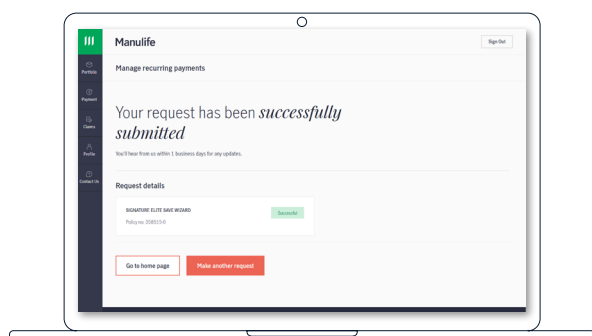 Manulife
Sign Out
Manage recurring payments
Portfolio
Payment
Claims
Profile
Contact Us
Your request has been successfully
submitted
You'll hear from us within 1 business days for any updates.
Request details
SIGNATURE ELITE SAVE WIZARD
Successful
Policy no.
Go to home page
Make another request